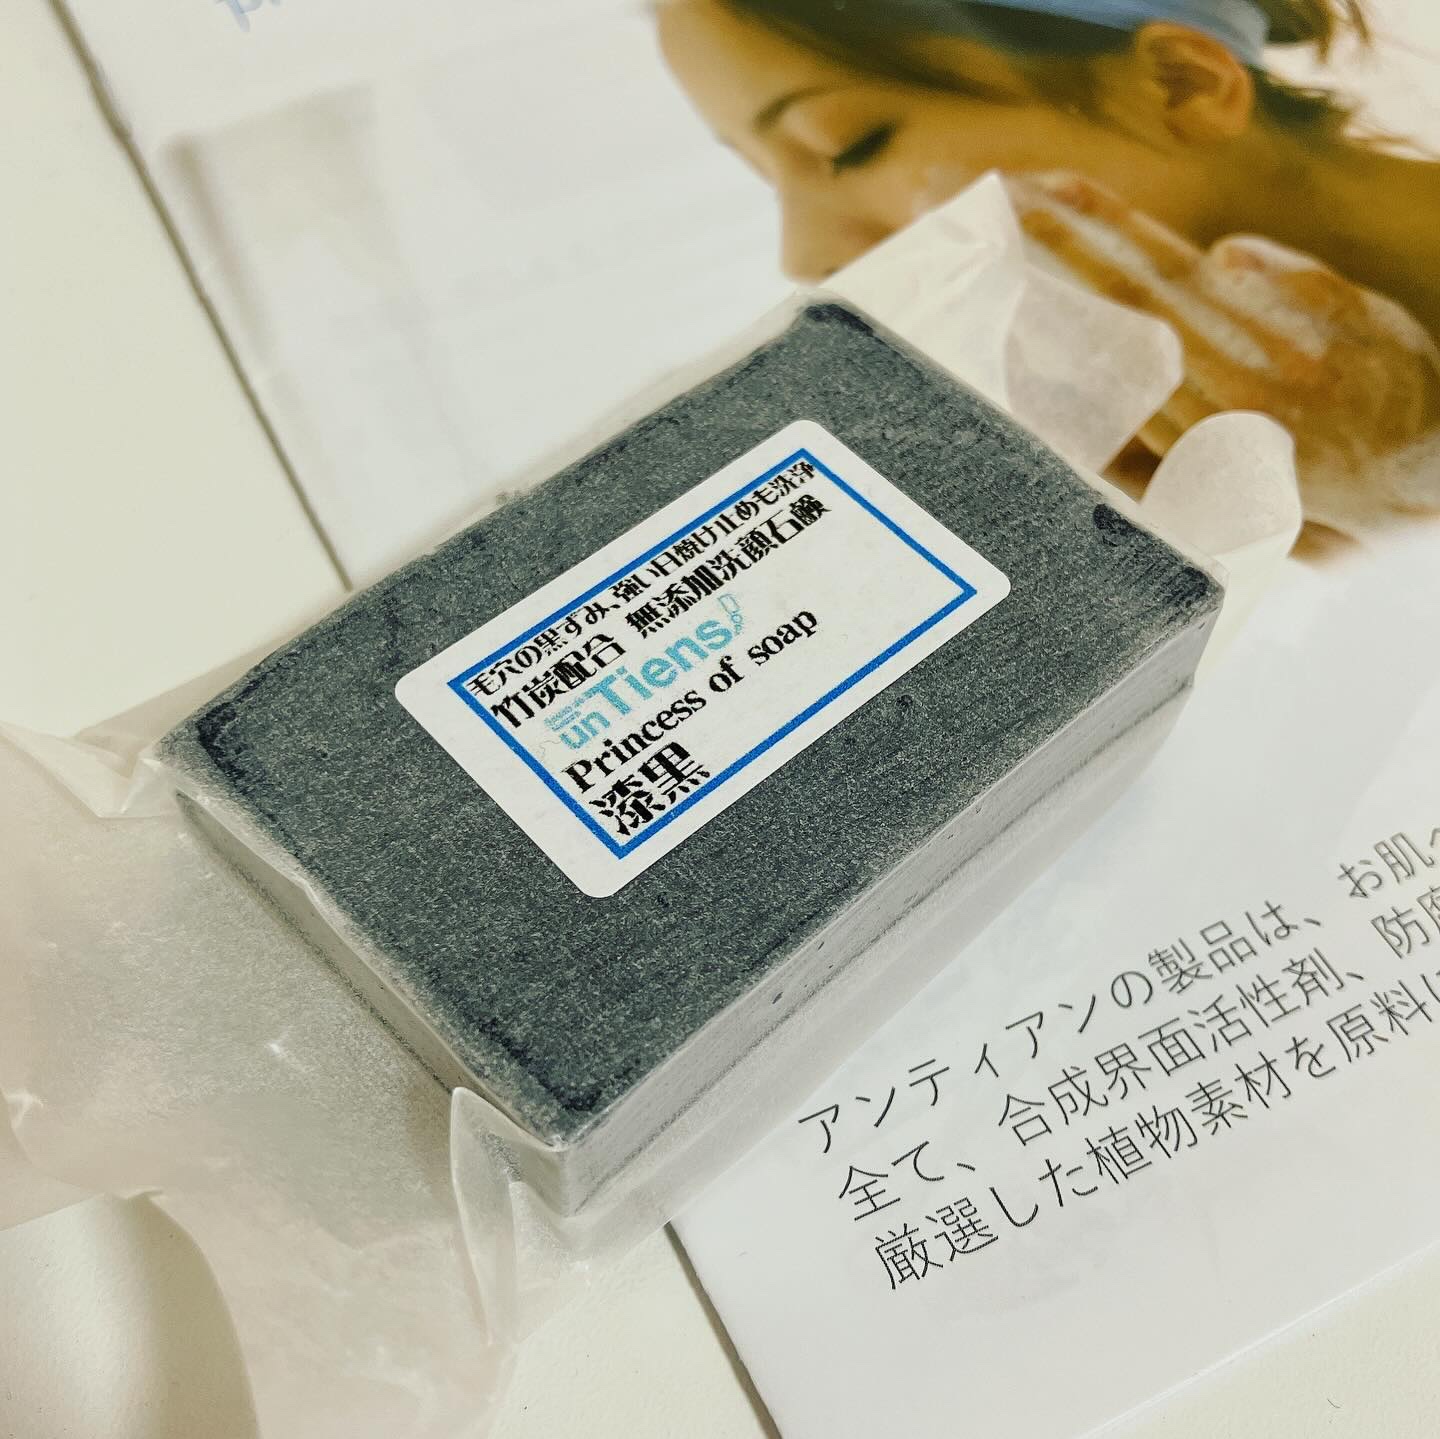 毛穴の黒ずみ、強い日焼け止めも洗浄
竹炭配合 無添加洗顔石鹸
unTiens
Princess of soap
漆黒
アンティアンの製品は、お肌へ
全て、合成界面活性剤、防腐
厳選した植物素材を原料に